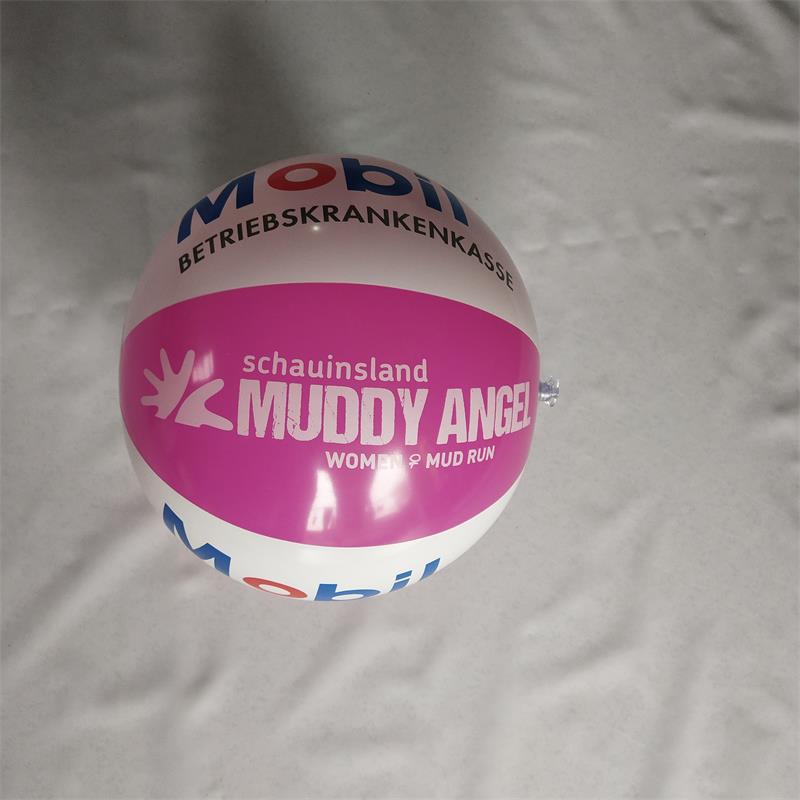 Mobil
BETRIEBSKRANKENKASSE
schauinsland
MUDDY ANGEL
WOMEN♀MUD RUN
Mobil